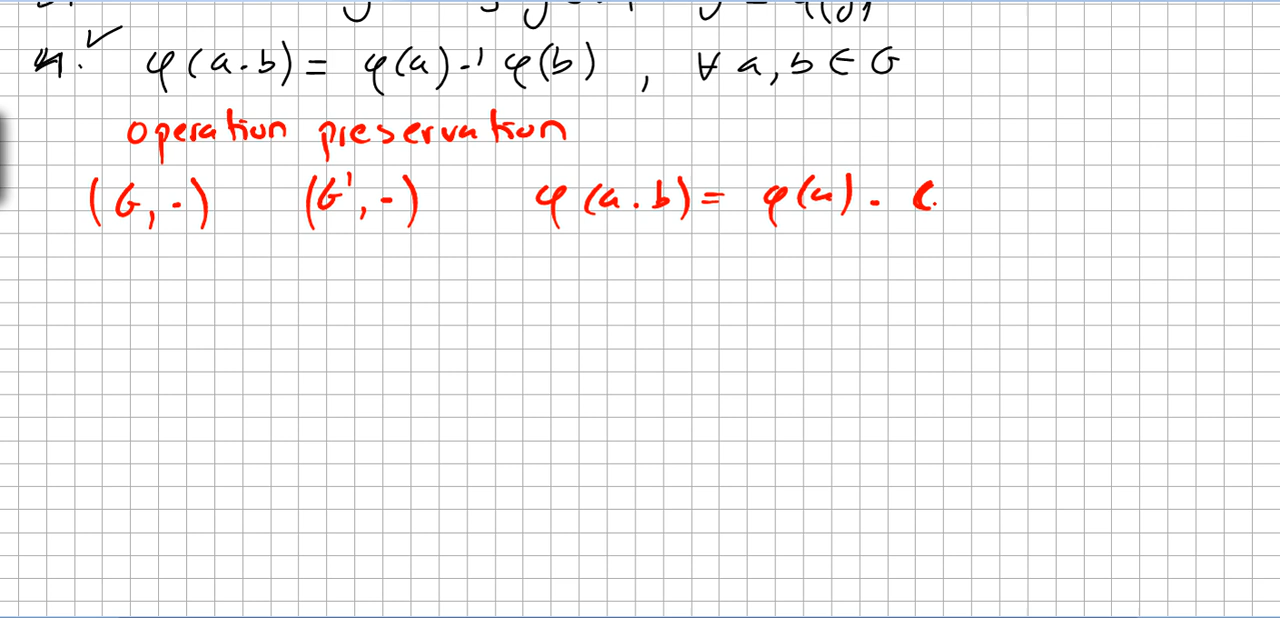 4. ✓ φ(a·b) = φ(a)·' φ(b) , ∀ a, b ∈ G
operation preservation
(G, ·) (G', ·) φ(a·b) = φ(a) ·